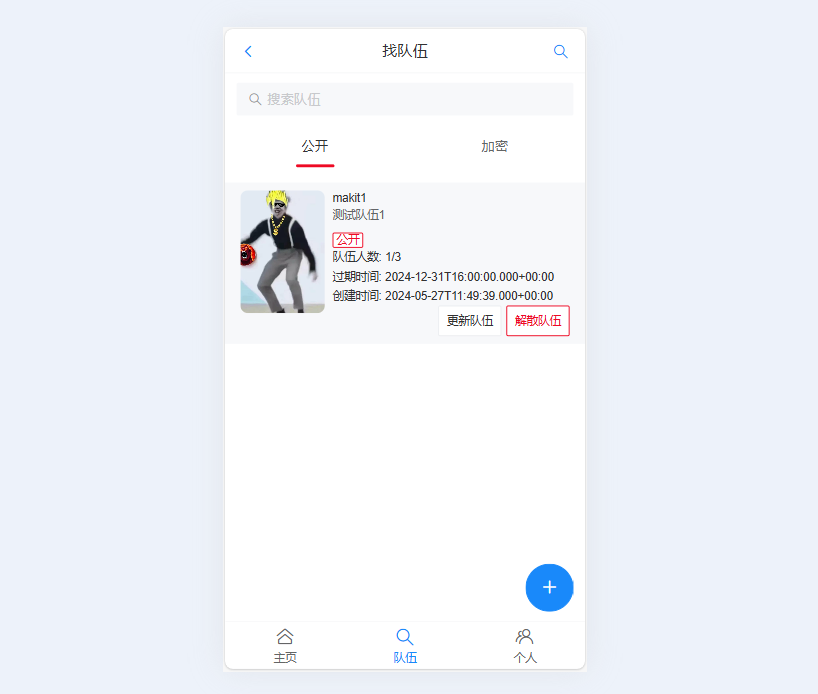 找队伍
搜索队伍
公开
加密
makit1
测试队伍1
公开
队伍人数: 1/3
过期时间: 2024-12-31T16:00:00.000+00:00
创建时间: 2024-05-27T11:49:39.000+00:00
更新队伍
解散队伍
主页
队伍
个人